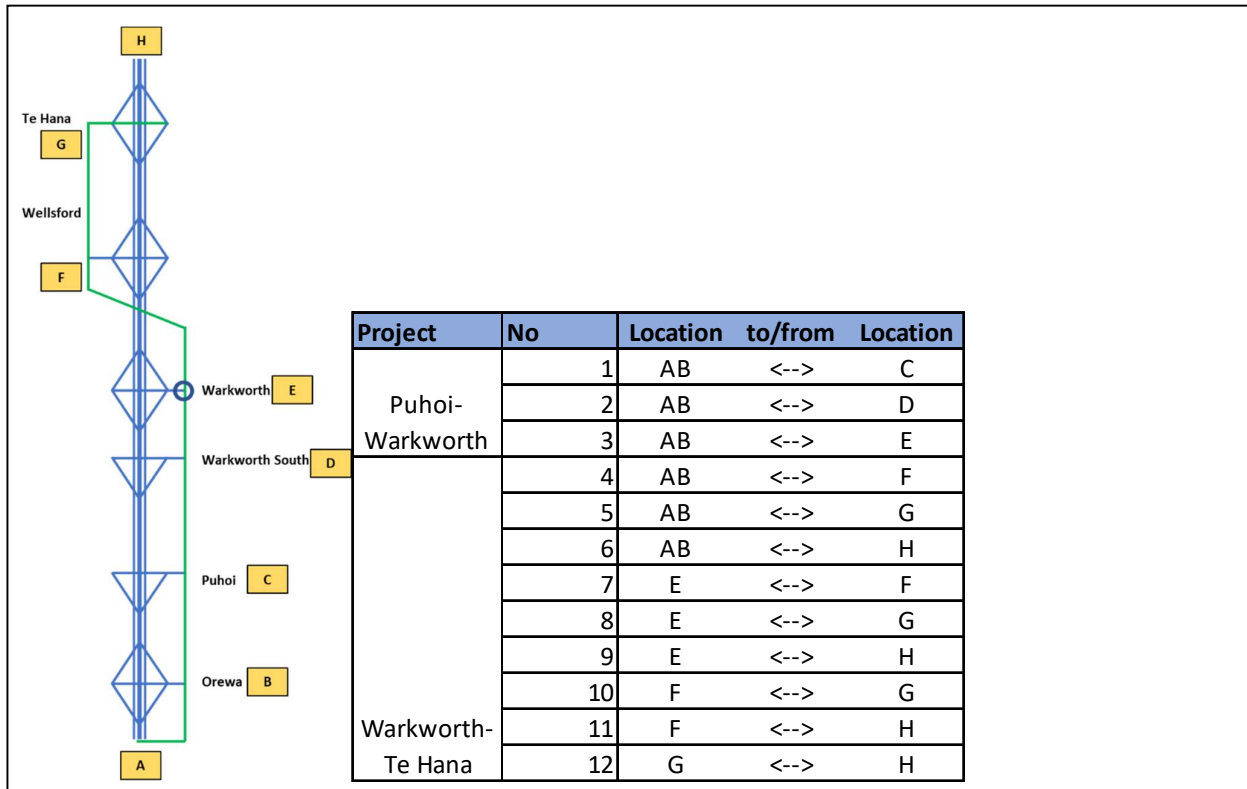 H
Te Hana
G
Wellsford
F
Warkworth E
Warkworth South D
Puhoi C
Orewa B
A
Project No Location to/from Location
Puhoi-
Warkworth
1 AB <--> C
2 AB <--> D
3 AB <--> E
Warkworth-
Te Hana
4 AB <--> F
5 AB <--> G
6 AB <--> H
7 E <--> F
8 E <--> G
9 E <--> H
10 F <--> G
11 F <--> H
12 G <--> H